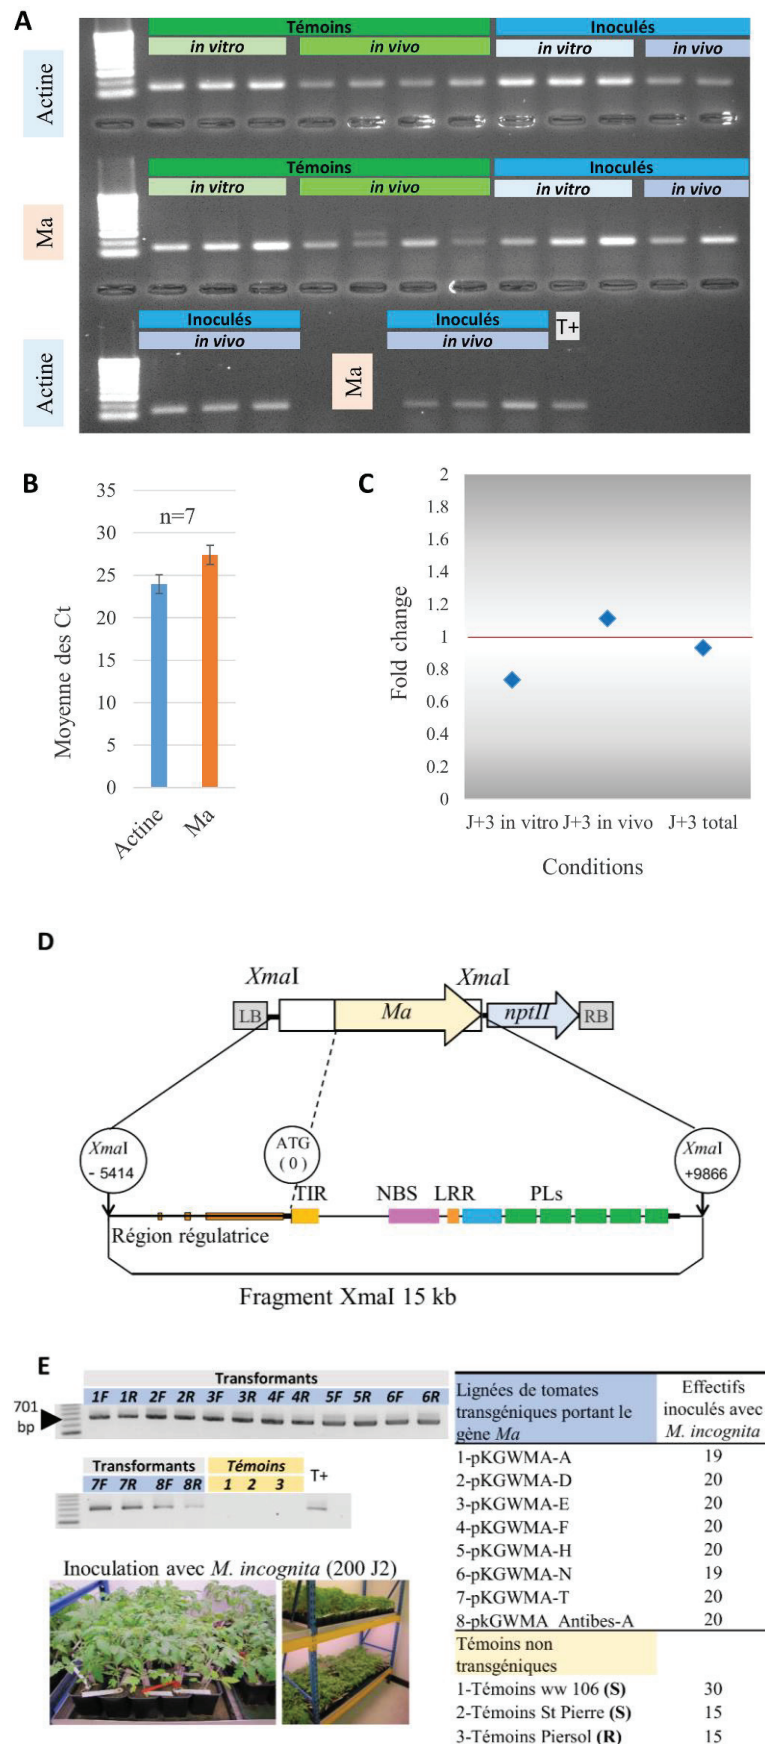 A
Témoins Inoculés
in vitro in vivo in vitro in vivo
Actine
Témoins Inoculés
in vitro in vivo in vitro in vivo
Ma
Inoculés Inoculés T+
in vivo in vivo
Actine Ma
B
35
30
25
20
15
10
5
0
n=7
Moyenne des Ct
Actine Ma
C
2
1.8
1.6
1.4
1.2
1
0.8
0.6
0.4
0.2
0
Fold change
J+3 in vitro J+3 in vivo J+3 total
Conditions
D
XmaI XmaI
LB Ma nptII RB
XmaI
- 5414
ATG
( 0 )
XmaI
+9866
TIR NBS LRR PLs
Région régulatrice
Fragment XmaI 15 kb
E
Transformants
1F 1R 2F 2R 3F 3R 4F 4R 5F 5R 6F 6R
701
bp
Transformants Témoins T+
7F 7R 8F 8R 1 2 3
Inoculation avec M. incognita (200 J2)
Lignées de tomates
transgéniques portant le
gène Ma
Effectifs
inoculés avec
M. incognita
1-pKGWMA-A 19
2-pKGWMA-D 20
3-pKGWMA-E 20
4-pKGWMA-F 20
5-pKGWMA-H 20
6-pKGWMA-N 19
7-pKGWMA-T 20
8-pkGWMA Antibes-A 20
Témoins non
transgéniques
1-Témoins ww 106 (S) 30
2-Témoins St Pierre (S) 15
3-Témoins Piersol (R) 15